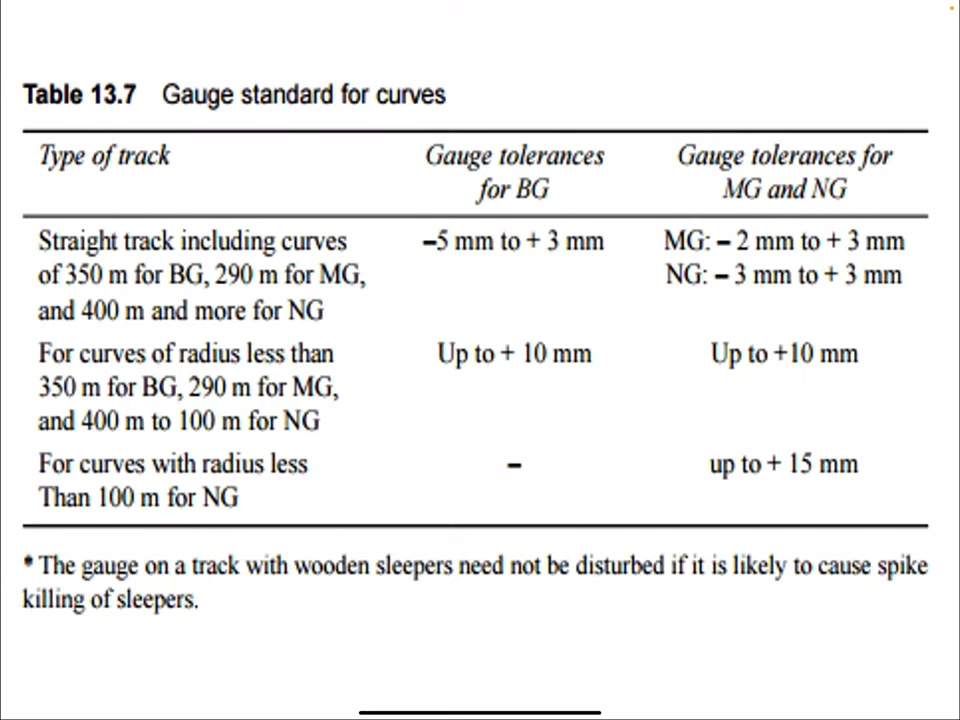 Table 13.7 Gauge standard for curves
Type of track Gauge tolerances Gauge tolerances for
for BG MG and NG
Straight track including curves –5 mm to + 3 mm MG: – 2 mm to + 3 mm
of 350 m for BG, 290 m for MG, NG: – 3 mm to + 3 mm
and 400 m and more for NG
For curves of radius less than Up to + 10 mm Up to +10 mm
350 m for BG, 290 m for MG,
and 400 m to 100 m for NG
For curves with radius less – up to + 15 mm
Than 100 m for NG
* The gauge on a track with wooden sleepers need not be disturbed if it is likely to cause spike
killing of sleepers.